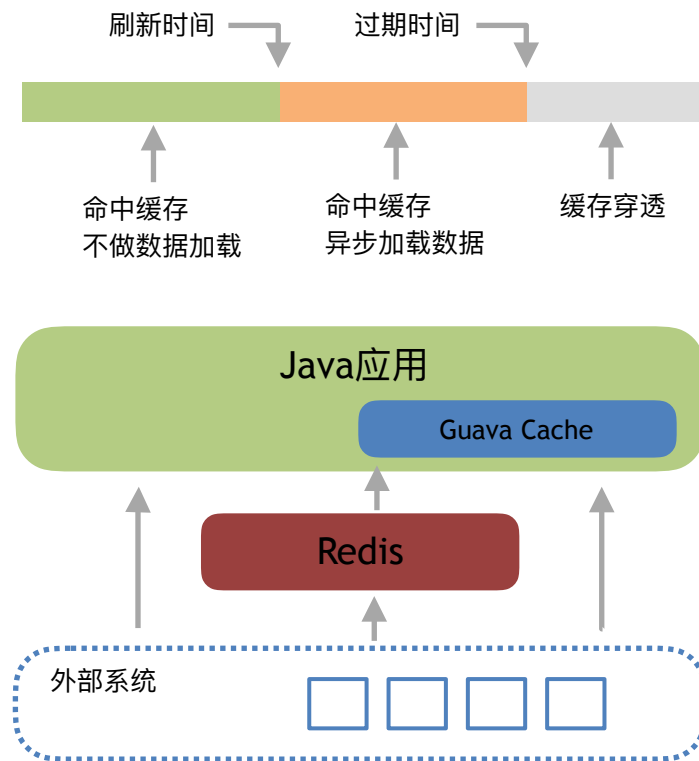 刷新时间
过期时间
命中缓存
不做数据加载
命中缓存
异步加载数据
缓存穿透
Java应用
Guava Cache
Redis
外部系统